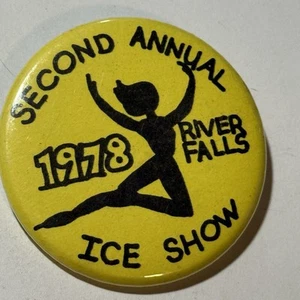 SECOND ANNUAL
1978
RIVER
FALLS
ICE SHOW